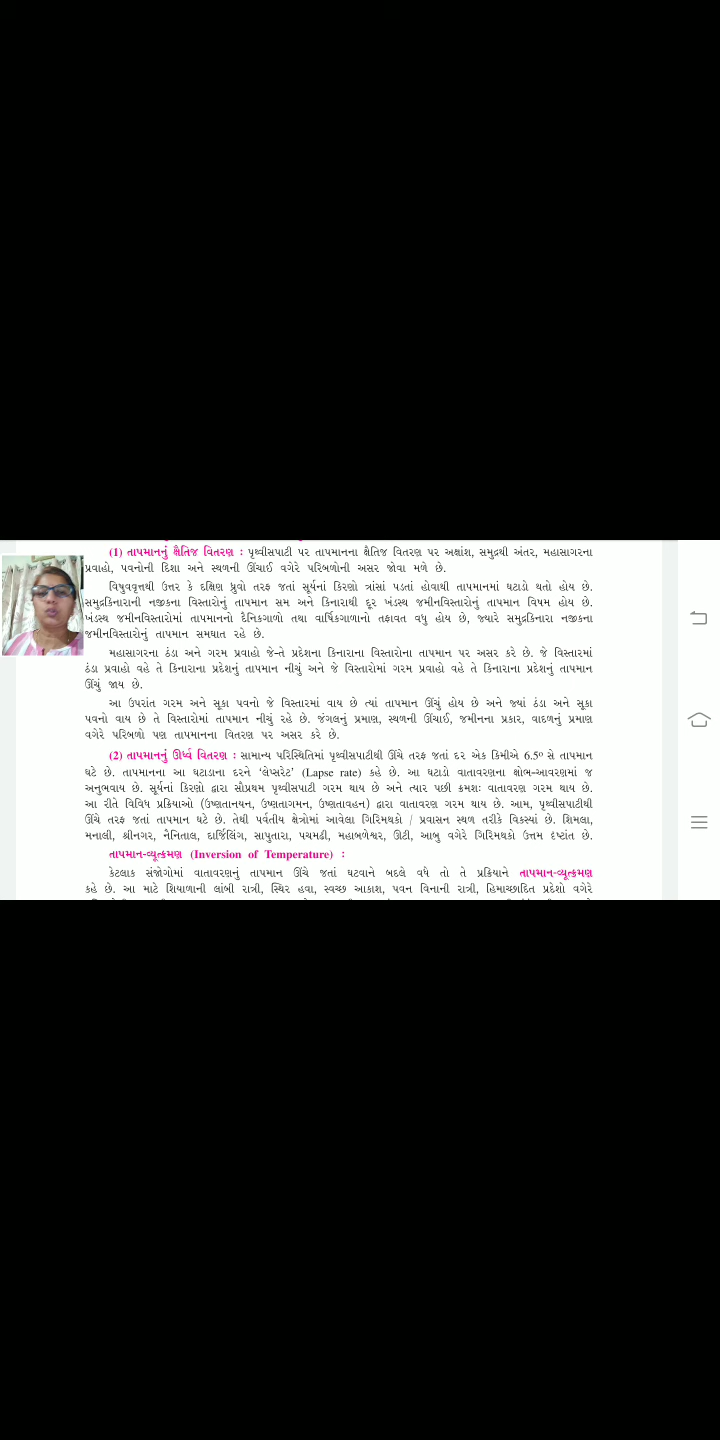 (1) તાપમાનનું ક્ષૈતિજ વિતરણ : પૃથ્વીસપાટી પર તાપમાનના ક્ષૈતિજ વિતરણ પર અક્ષાંશ, સમુદ્રથી અંતર, મહાસાગરના
પ્રવાહો, પવનોની દિશા અને સ્થળની ઊંચાઈ વગેરે પરિબળોની અસર જોવા મળે છે.
વિષુવવૃત્તથી ઉત્તર કે દક્ષિણ ધ્રુવો તરફ જતાં સૂર્યનાં કિરણો ત્રાંસાં પડતાં હોવાથી તાપમાનમાં ઘટાડો થતો હોય છે.
સમુદ્રકિનારાની નજીકના વિસ્તારોનું તાપમાન સમ અને કિનારાથી દૂર ખંડસ્થ જમીનવિસ્તારોનું તાપમાન વિષમ હોય છે.
ખંડસ્થ જમીનવિસ્તારોમાં તાપમાનનો દૈનિકગાળો તથા વાર્ષિકગાળાનો તફાવત વધુ હોય છે, જ્યારે સમુદ્રકિનારા નજીકના
જમીનવિસ્તારોનું તાપમાન સમઘાત રહે છે.
મહાસાગરના ઠંડા અને ગરમ પ્રવાહો જે-તે પ્રદેશના કિનારાના વિસ્તારોના તાપમાન પર અસર કરે છે. જે વિસ્તારમાં
ઠંડા પ્રવાહો વહે તે કિનારાના પ્રદેશનું તાપમાન નીચું અને જે વિસ્તારોમાં ગરમ પ્રવાહો વહે તે કિનારાના પ્રદેશનું તાપમાન
ઊંચું જાય છે.
આ ઉપરાંત ગરમ અને સૂકા પવનો જે વિસ્તારમાં વાય છે ત્યાં તાપમાન ઊંચું હોય છે અને જ્યાં ઠંડા અને સૂકા
પવનો વાય છે તે વિસ્તારોમાં તાપમાન નીચું રહે છે. જંગલનું પ્રમાણ, સ્થળની ઊંચાઈ, જમીનના પ્રકાર, વાદળનું પ્રમાણ
વગેરે પરિબળો પણ તાપમાનના વિતરણ પર અસર કરે છે.
(2) તાપમાનનું ઊર્ધ્વ વિતરણ : સામાન્ય પરિસ્થિતિમાં પૃથ્વીસપાટીથી ઊંચે તરફ જતાં દર એક કિમીએ 6.5° સે તાપમાન
ઘટે છે. તાપમાનના આ ઘટાડાના દરને ‘લેપ્સરેટ’ (Lapse rate) કહે છે. આ ઘટાડો વાતાવરણના ક્ષોભ-આવરણમાં જ
અનુભવાય છે. સૂર્યનાં કિરણો દ્વારા સૌપ્રથમ પૃથ્વીસપાટી ગરમ થાય છે અને ત્યાર પછી ક્રમશઃ વાતાવરણ ગરમ થાય છે.
આ રીતે વિવિધ પ્રક્રિયાઓ (ઉષ્ણતાનયન, ઉષ્ણતાગમન, ઉષ્ણતાવહન) દ્વારા વાતાવરણ ગરમ થાય છે. આમ, પૃથ્વીસપાટીથી
ઊંચે તરફ જતાં તાપમાન ઘટે છે. તેથી પર્વતીય ક્ષેત્રોમાં આવેલા ગિરિમથકો / પ્રવાસન સ્થળ તરીકે વિકસ્યાં છે. શિમલા,
મનાલી, શ્રીનગર, નૈનિતાલ, દાર્જિલિંગ, સાપુતારા, પચમઢી, મહાબળેશ્વર, ઊટી, આબુ વગેરે ગિરિમથકો ઉત્તમ દૃષ્ટાંત છે.
તાપમાન-વ્યૂત્ક્રમણ (Inversion of Temperature) :
કેટલાક સંજોગોમાં વાતાવરણનું તાપમાન ઊંચે જતાં ઘટવાને બદલે વધે તો તે પ્રક્રિયાને તાપમાન-વ્યૂત્ક્રમણ
કહે છે. આ માટે શિયાળાની લાંબી રાત્રી, સ્થિર હવા, સ્વચ્છ આકાશ, પવન વિનાની રાત્રી, હિમાચ્છાદિત પ્રદેશો વગેરે